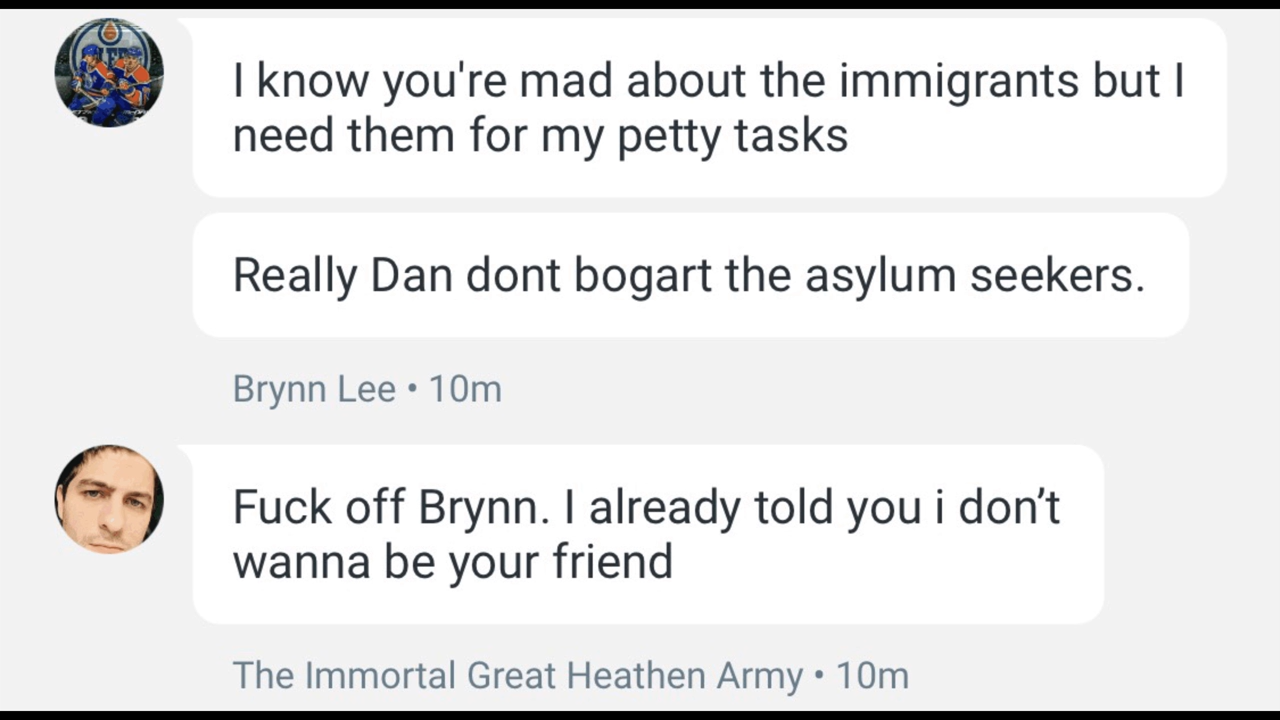 I know you're mad about the immigrants but I
need them for my petty tasks
Really Dan dont bogart the asylum seekers.
Brynn Lee • 10m
Fuck off Brynn. I already told you i don’t
wanna be your friend
The Immortal Great Heathen Army • 10m